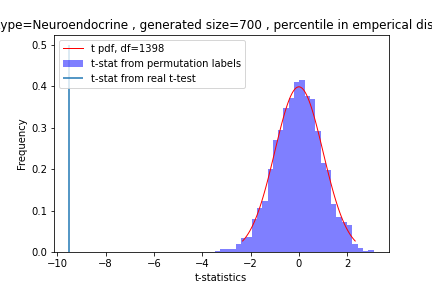 ype=Neuroendocrine , generated size=700 , percentile in emperical dis
t pdf, df=1398
t-stat from permutation labels
t-stat from real t-test
Frequency
0.5
0.4
0.3
0.2
0.1
0.0
−10
−8
−6
−4
−2
0
2
t-statistics